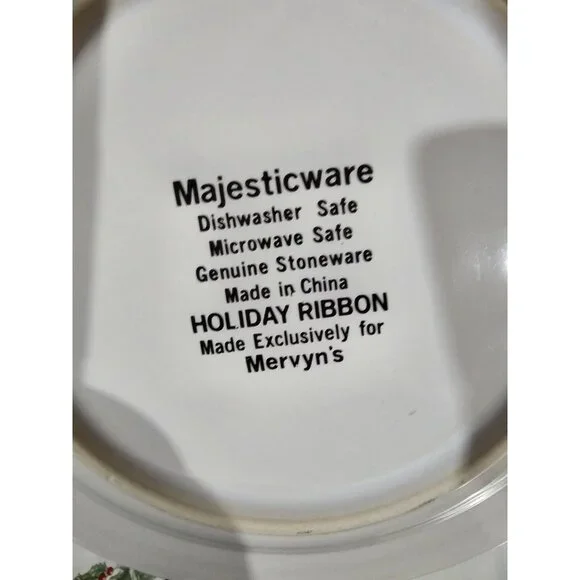 Majesticware
Dishwasher Safe
Microwave Safe
Genuine Stoneware
Made in China
HOLIDAY RIBBON
Made Exclusively for
Mervyn's